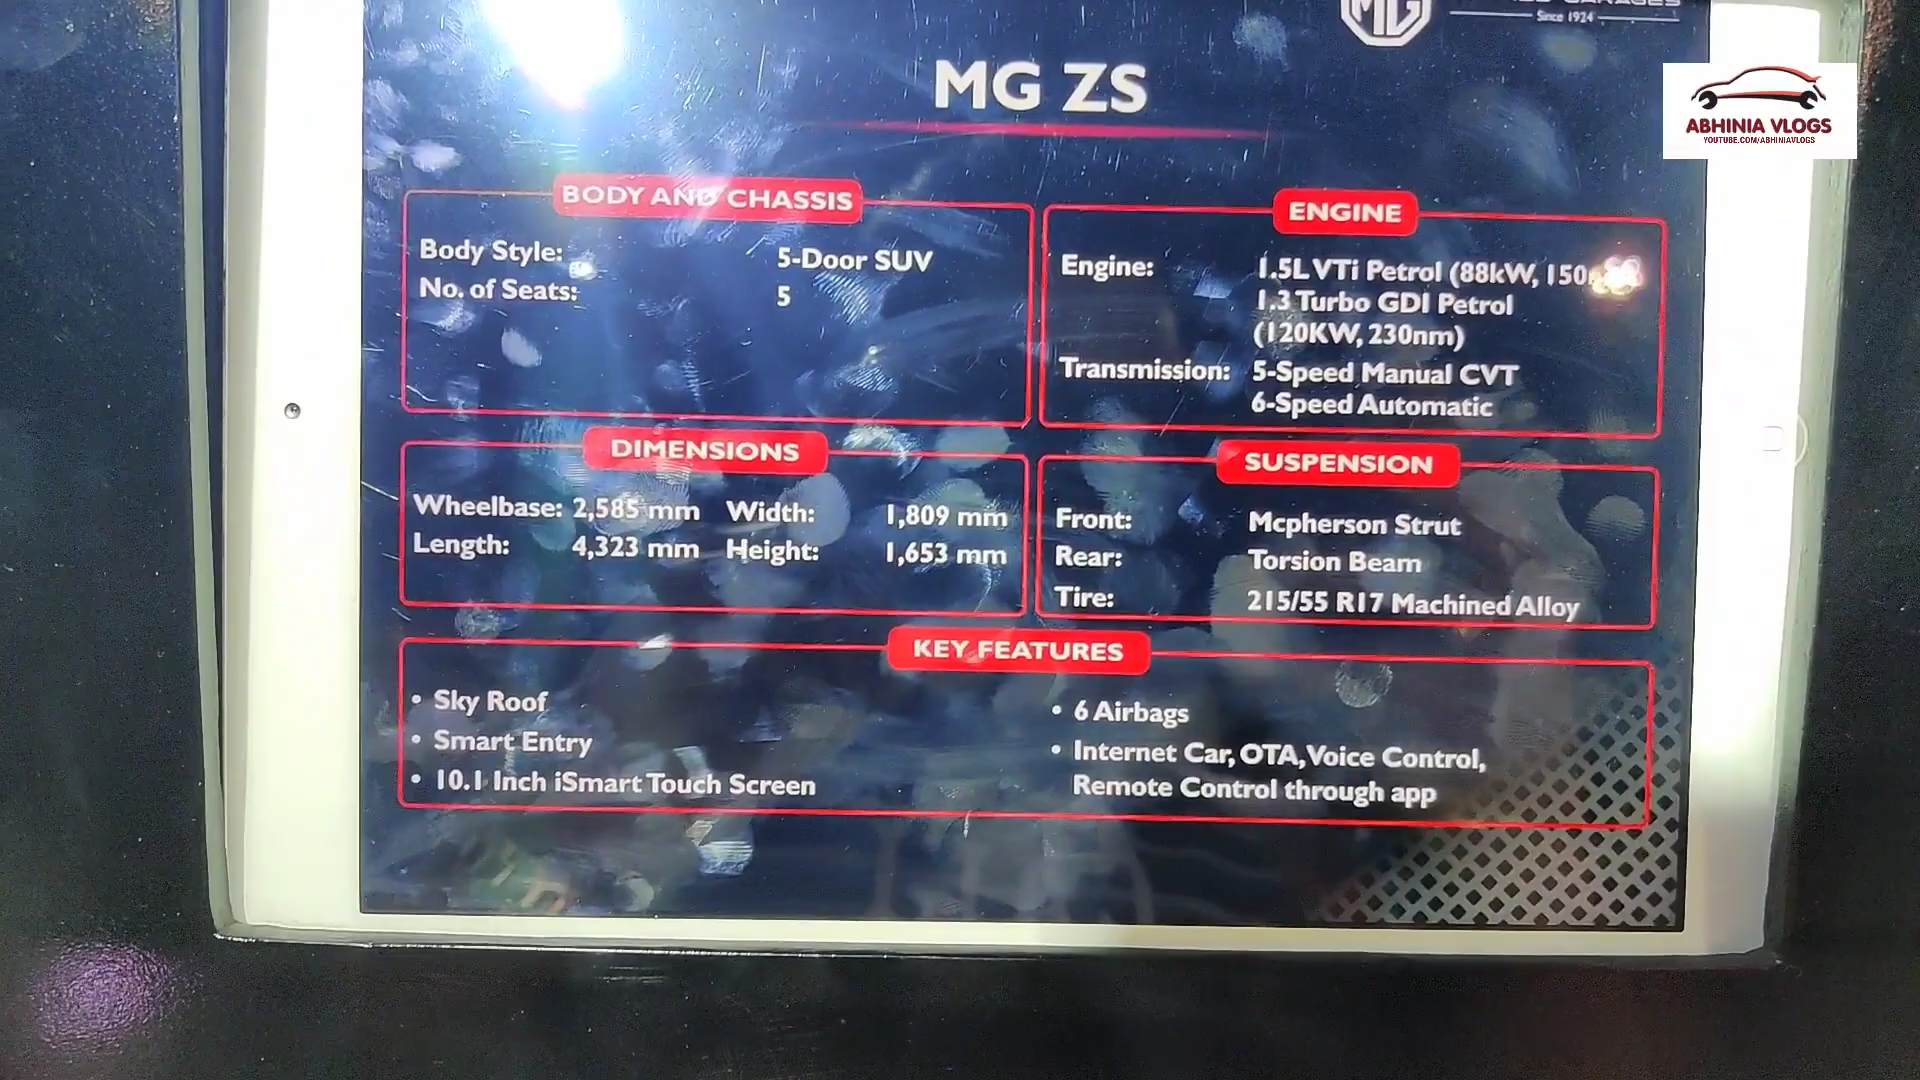 MG
Since 1924
MG ZS
ABHINIA VLOGS
YOUTUBE.COM/ABHINIAVLOGS
BODY AND CHASSIS
Body Style: 5-Door SUV
No. of Seats: 5
ENGINE
Engine: 1.5L VTi Petrol (88kW, 150
1.3 Turbo GDI Petrol
(120KW, 230nm)
Transmission: 5-Speed Manual CVT
6-Speed Automatic
DIMENSIONS
Wheelbase: 2,585 mm Width: 1,809 mm
Length: 4,323 mm Height: 1,653 mm
SUSPENSION
Front: Mcpherson Strut
Rear: Torsion Beam
Tire: 215/55 R17 Machined Alloy
KEY FEATURES
• Sky Roof
• Smart Entry
• 10.1 Inch iSmart Touch Screen
• 6 Airbags
• Internet Car, OTA, Voice Control,
Remote Control through app